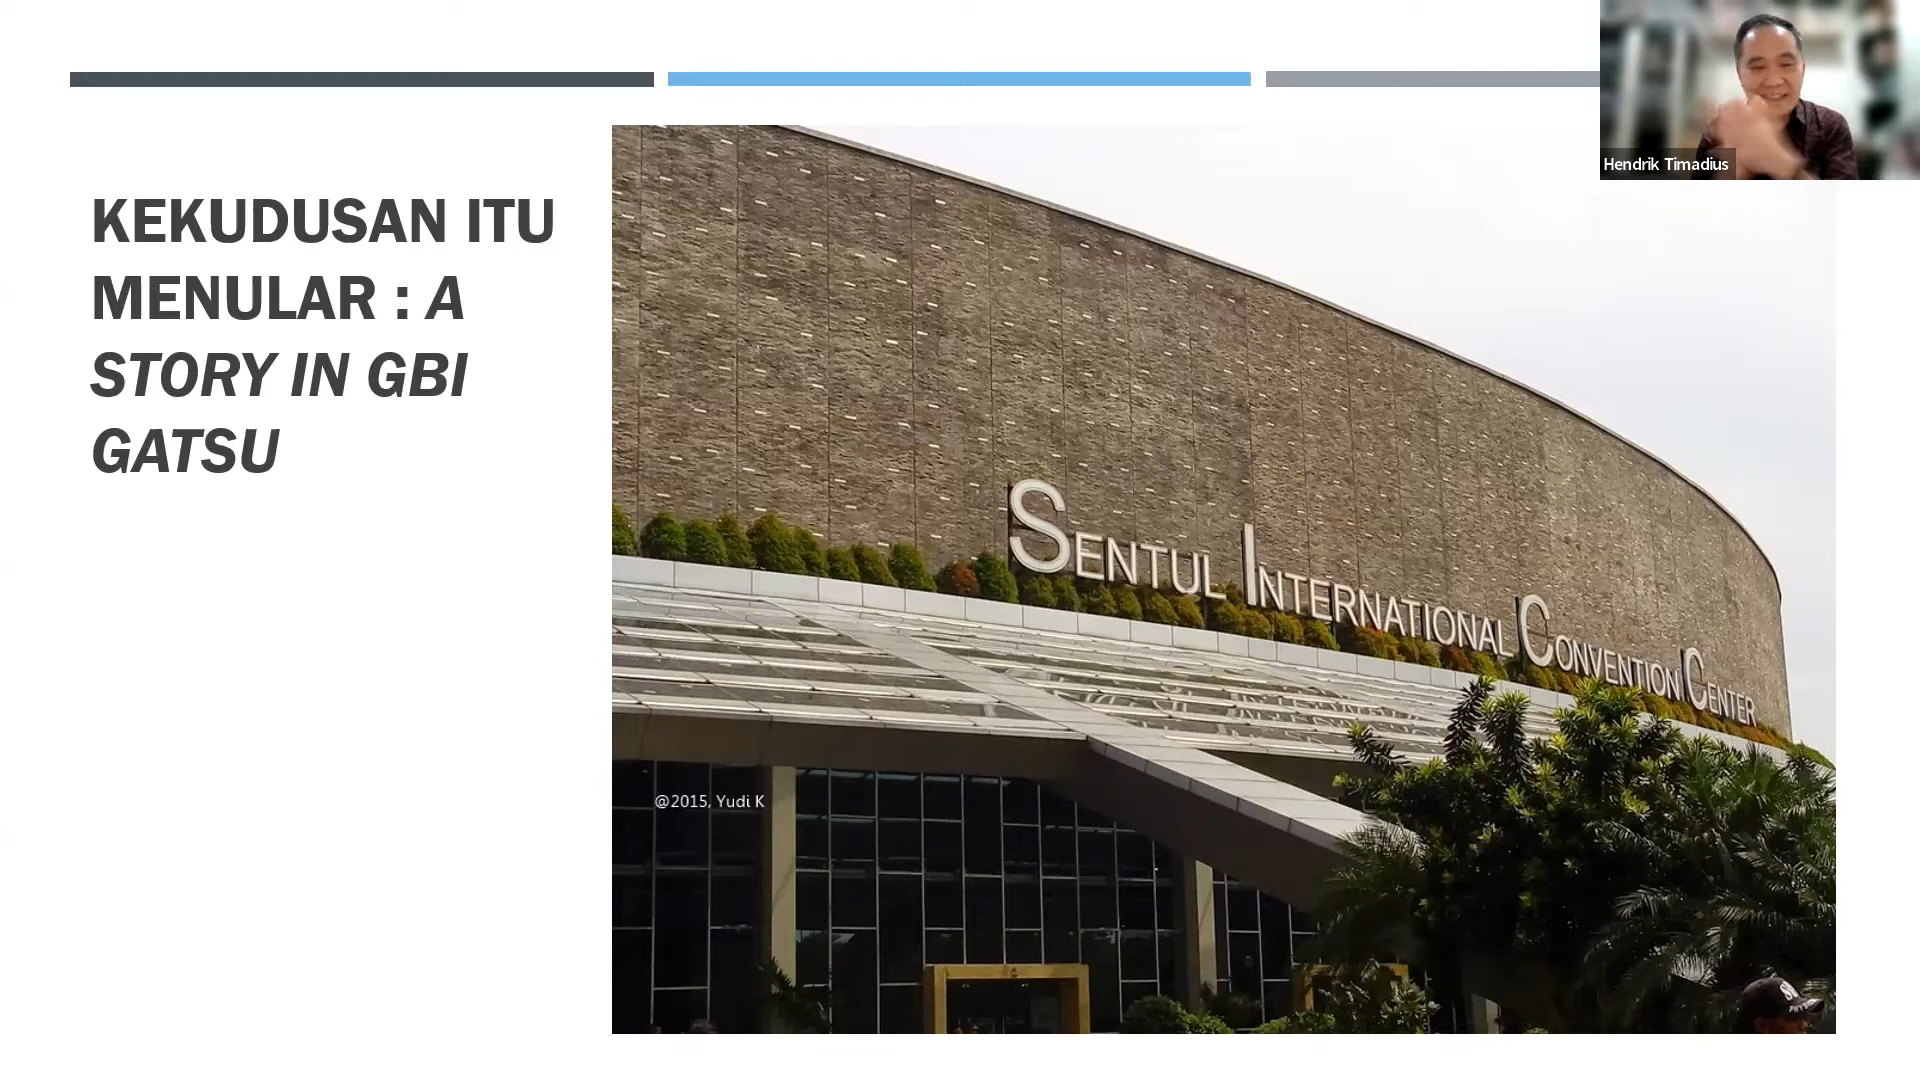 Hendrik Timadius
KEKUDUSAN ITU
MENULAR : A
STORY IN GBI
GATSU
SENTUL INTERNATIONAL CONVENTION CENTER
@2015, Yudi K